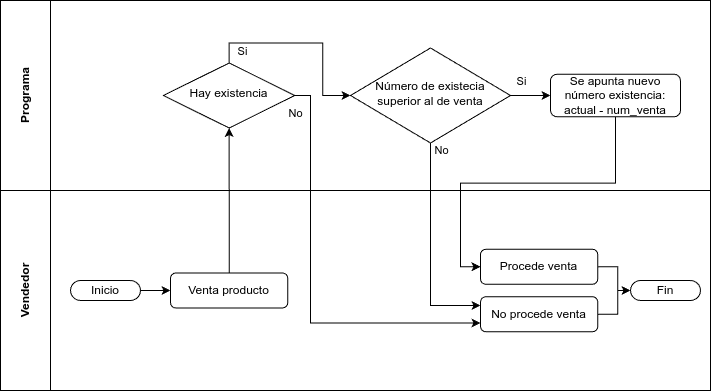 Programa
Si
Hay existencia
No
Número de existecia
superior al de venta
Si
No
Se apunta nuevo
número existencia:
actual - num_venta
Vendedor
Inicio
Venta producto
Procede venta
No procede venta
Fin